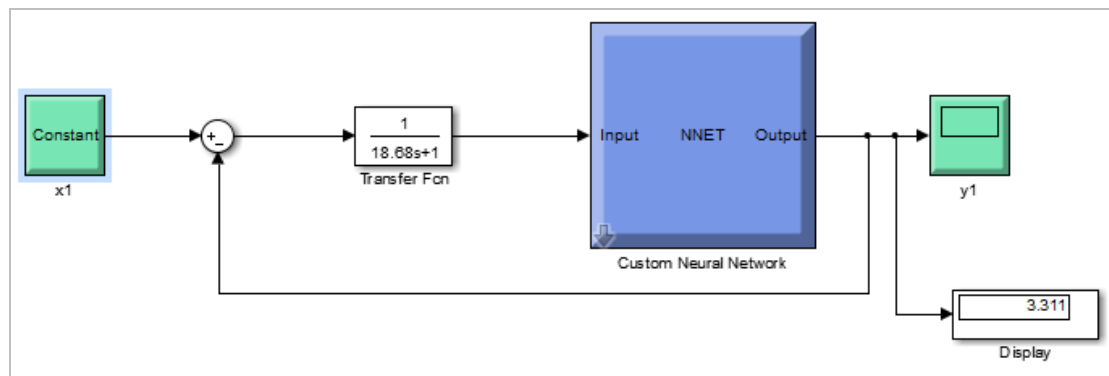 Constant
x1
+
-
1
18.68s+1
Transfer Fcn
Input NNET Output
Custom Neural Network
y1
3.311
Display